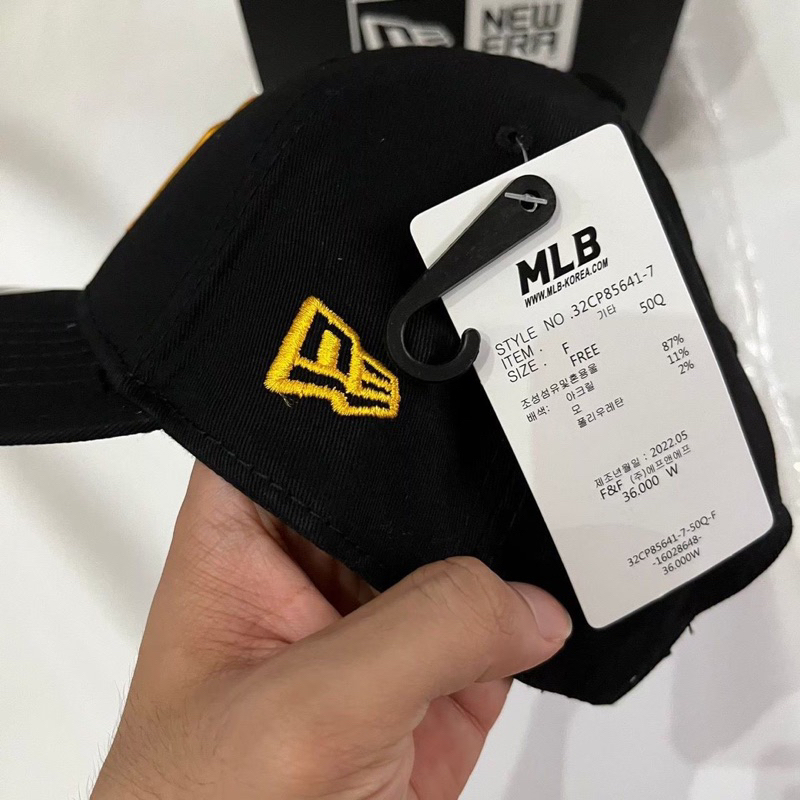 NEW
ERA
MLB
WWW.MLB-KOREA.COM
STYLE NO .32CP85641-7
ITEM : 기타 50Q
SIZE : F FREE
조성섬유및혼용율
배색: 아크릴 87%
모 11%
폴리우레탄 2%
제조년월일 : 2022.05
F&F (주)에프앤에프
36.000 W
32CP85641-7-50Q-F
-16028648-
36.000W